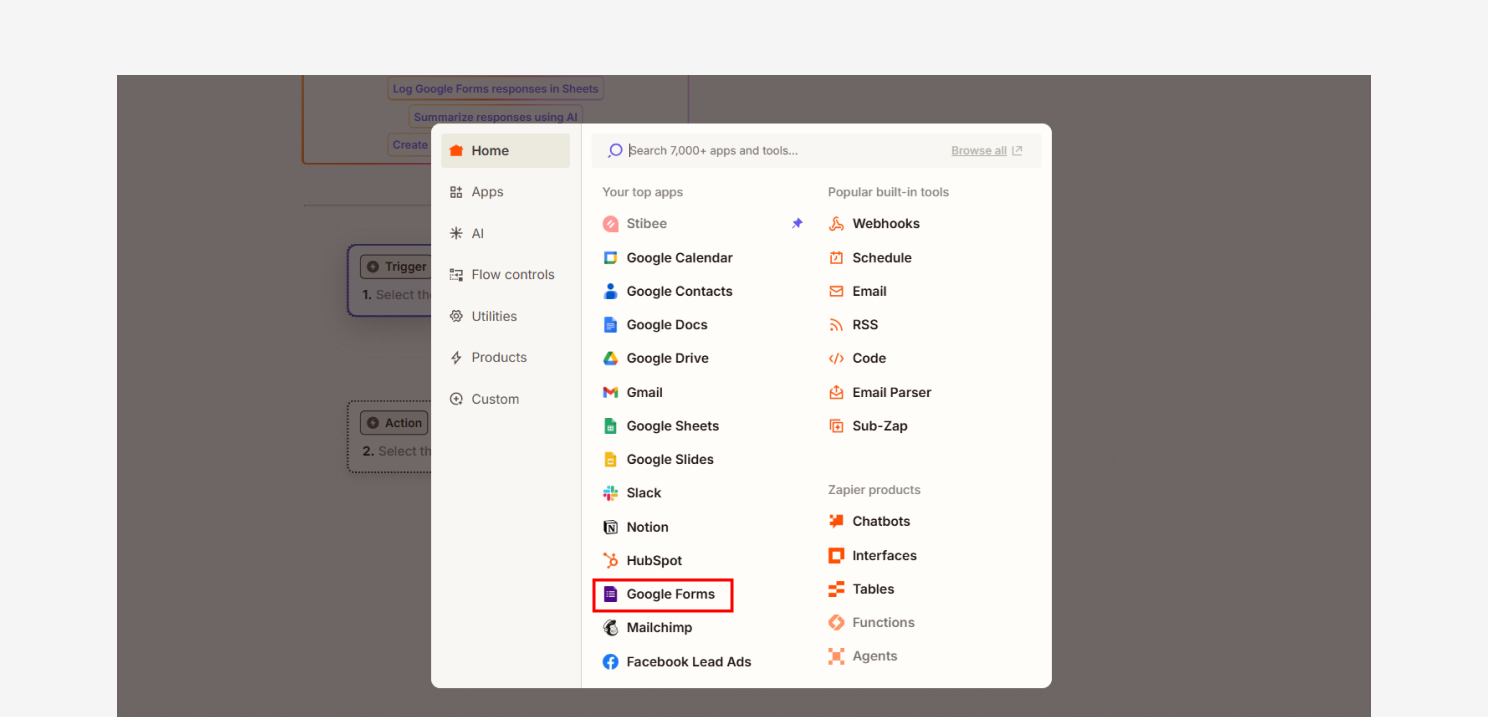 Log Google Forms responses in Sheets
Summarize responses using AI
Create
Trigger
1. Select the
Action
2. Select th
Home
Apps
AI
Flow controls
Utilities
Products
Custom
Search 7,000+ apps and tools...
Browse all
Your top apps
Stibee
Google Calendar
Google Contacts
Google Docs
Google Drive
Gmail
Google Sheets
Google Slides
Slack
Notion
HubSpot
Google Forms
Mailchimp
Facebook Lead Ads
Popular built-in tools
Webhooks
Schedule
Email
RSS
Code
Email Parser
Sub-Zap
Zapier products
Chatbots
Interfaces
Tables
Functions
Agents